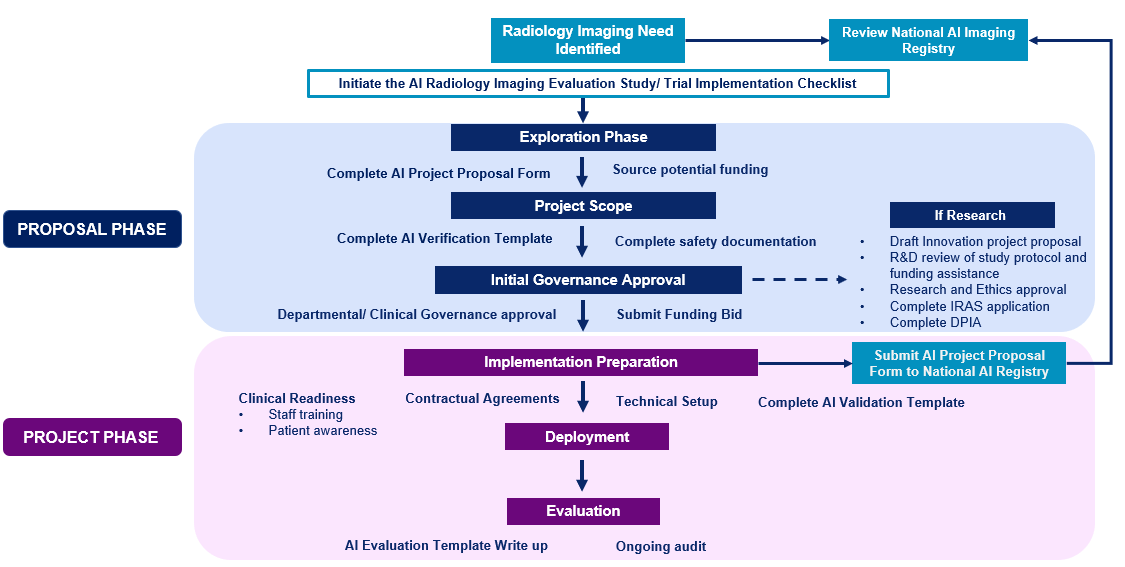 Radiology Imaging Need
Identified
Review National AI Imaging
Registry
Initiate the AI Radiology Imaging Evaluation Study/ Trial Implementation Checklist
PROPOSAL PHASE
Exploration Phase
Complete AI Project Proposal Form
Source potential funding
Project Scope
Complete AI Verification Template
Complete safety documentation
Initial Governance Approval
Departmental/ Clinical Governance approval
Submit Funding Bid
If Research
• Draft Innovation project proposal
• R&D review of study protocol and
funding assistance
• Research and Ethics approval
• Complete IRAS application
• Complete DPIA
PROJECT PHASE
Implementation Preparation
Submit AI Project Proposal
Form to National AI Registry
Clinical Readiness
• Staff training
• Patient awareness
Contractual Agreements
Technical Setup
Complete AI Validation Template
Deployment
Evaluation
AI Evaluation Template Write up
Ongoing audit